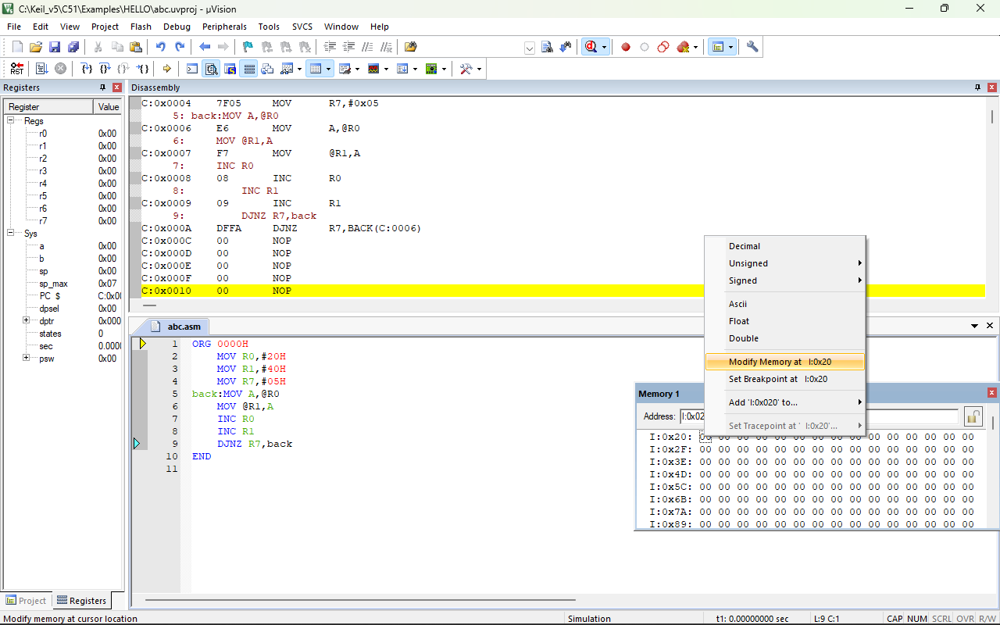 C:\Keil_v5\C51\Examples\HELLO\abc.uvproj - µVision
File Edit View Project Flash Debug Peripherals Tools SVCS Window Help
RST
Registers
Register Value
Regs
r0 0x00
r1 0x00
r2 0x00
r3 0x00
r4 0x00
r5 0x00
r6 0x00
r7 0x00
Sys
a 0x00
b 0x00
sp 0x00
sp_max 0x07
PC $ C:0x00
dpsel 0x00
dptr 0x000
states 0
sec 0.0000
psw 0x00
Project Registers
Disassembly
C:0x0004 7F05 MOV R7,#0x05
5: back:MOV A,@R0
C:0x0006 E6 MOV A,@R0
6: MOV @R1,A
C:0x0007 F7 MOV @R1,A
7: INC R0
C:0x0008 08 INC R0
8: INC R1
C:0x0009 09 INC R1
9: DJNZ R7,back
C:0x000A DFFA DJNZ R7,BACK(C:0006)
C:0x000C 00 NOP
C:0x000D 00 NOP
C:0x000E 00 NOP
C:0x000F 00 NOP
C:0x0010 00 NOP
abc.asm
1 ORG 0000H
2 MOV R0,#20H
3 MOV R1,#40H
4 MOV R7,#05H
5 back:MOV A,@R0
6 MOV @R1,A
7 INC R0
8 INC R1
9 DJNZ R7,back
10 END
11
Decimal
Unsigned
Signed
Ascii
Float
Double
Modify Memory at I:0x20
Set Breakpoint at I:0x20
Add 'I:0x020' to...
Set Tracepoint at ' I:0x20'...
Memory 1
Address: I:0x02
I:0x20: 00 00 00 00 00 00 00 00 00 00 00 00 00 00 00
I:0x2F: 00 00 00 00 00 00 00 00 00 00 00 00 00 00 00
I:0x3E: 00 00 00 00 00 00 00 00 00 00 00 00 00 00 00
I:0x4D: 00 00 00 00 00 00 00 00 00 00 00 00 00 00 00
I:0x5C: 00 00 00 00 00 00 00 00 00 00 00 00 00 00 00
I:0x6B: 00 00 00 00 00 00 00 00 00 00 00 00 00 00 00
I:0x7A: 00 00 00 00 00 00 00 00 00 00 00 00 00 00 00
I:0x89: 00 00 00 00 00 00 00 00 00 00 00 00 00 00 00
Modify memory at cursor location Simulation t1: 0.00000000 sec L:9 C:1 CAP NUM SCRL OVR R/W